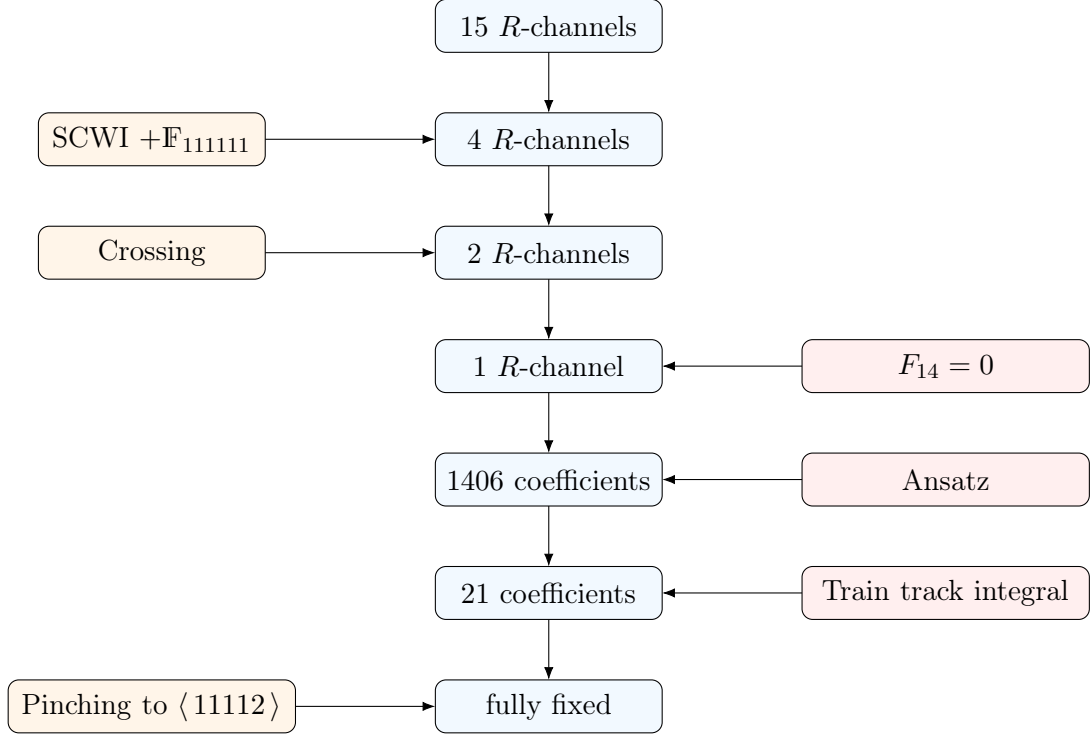 15 R-channels
SCWI +𝔽₁₁₁₁₁₁
4 R-channels
Crossing
2 R-channels
1 R-channel
F₁₄ = 0
1406 coefficients
Ansatz
21 coefficients
Train track integral
Pinching to ⟨11112⟩
fully fixed